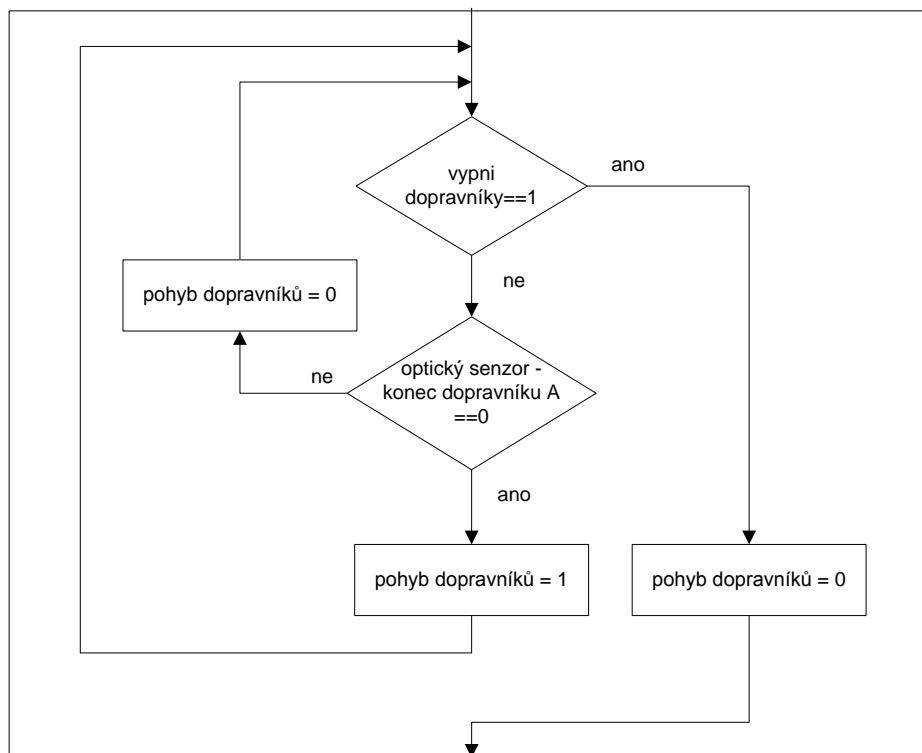 vypni
dopravníky==1
ano
ne
pohyb dopravníků = 0
optický senzor -
konec dopravníku A
==0
ne
ano
pohyb dopravníků = 1
pohyb dopravníků = 0